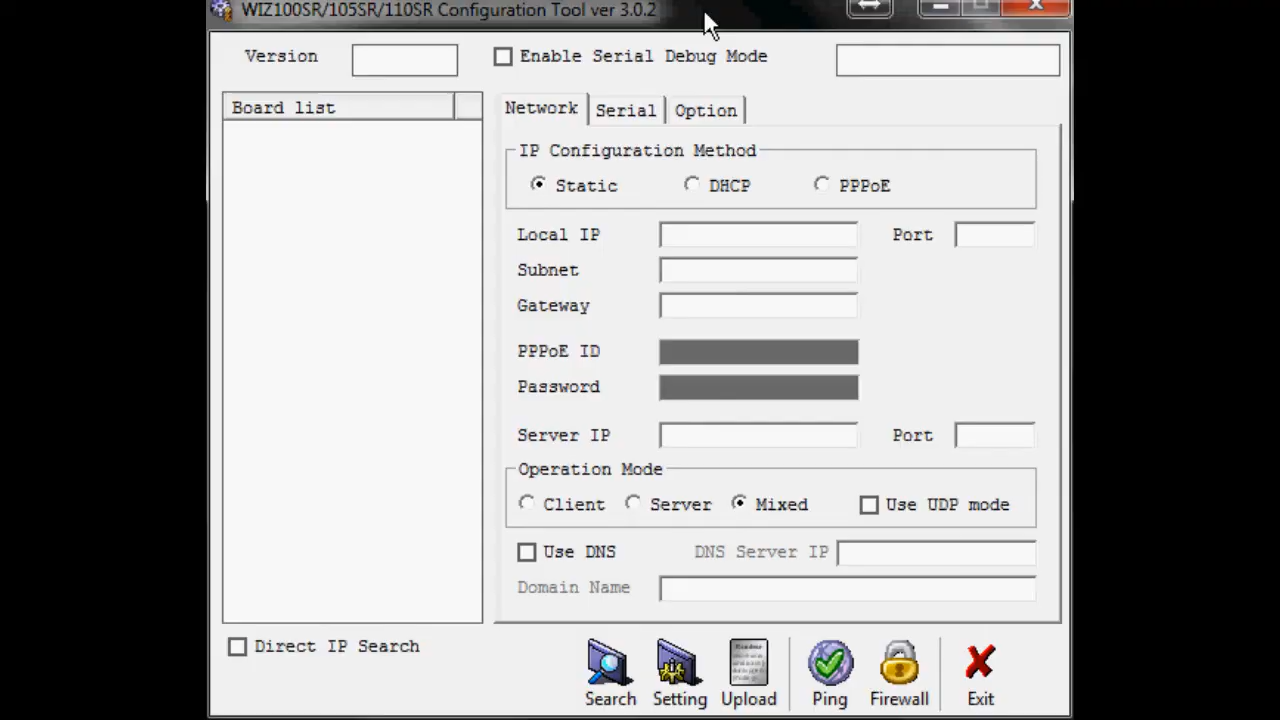 WIZ100SR/105SR/110SR Configuration Tool ver 3.0.2
Version
Enable Serial Debug Mode
Board list
Network Serial Option
IP Configuration Method
Static DHCP PPPoE
Local IP Port
Subnet
Gateway
PPPoE ID
Password
Server IP Port
Operation Mode
Client Server Mixed Use UDP mode
Use DNS DNS Server IP
Domain Name
Direct IP Search
Search Setting Upload Ping Firewall Exit